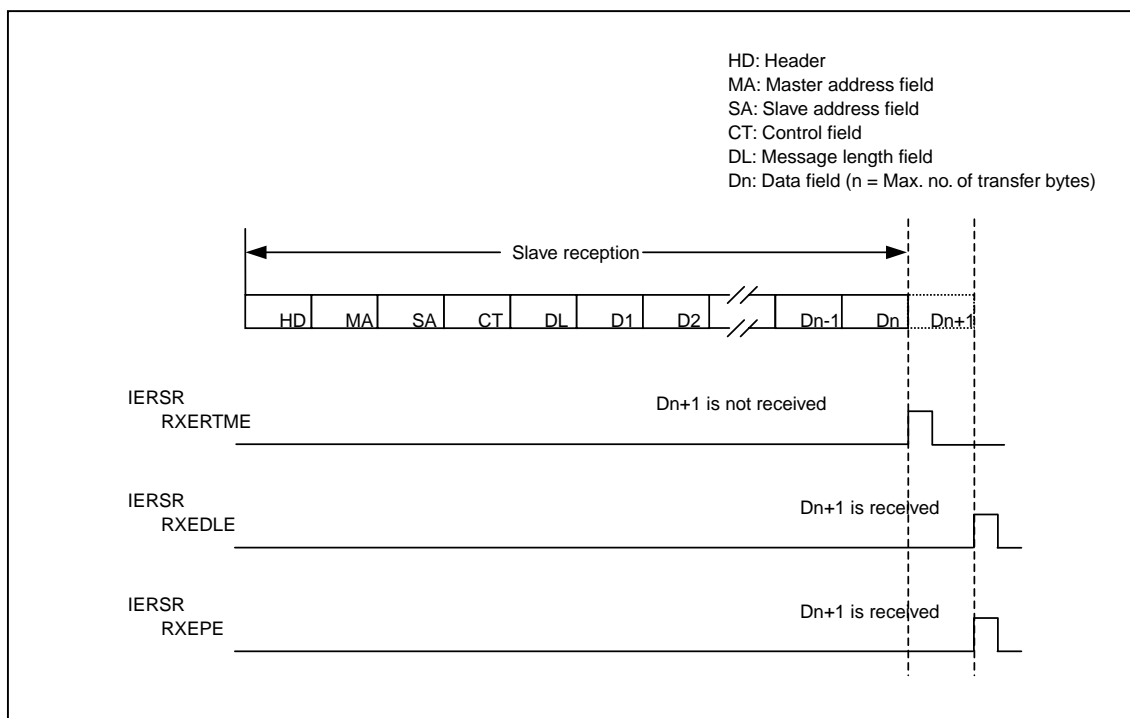 HD: Header
MA: Master address field
SA: Slave address field
CT: Control field
DL: Message length field
Dn: Data field (n = Max. no. of transfer bytes)
Slave reception
HD MA SA CT DL D1 D2 Dn-1 Dn Dn+1
IERSR
RXERTME
Dn+1 is not received
IERSR
RXEDLE
Dn+1 is received
IERSR
RXEPE
Dn+1 is received